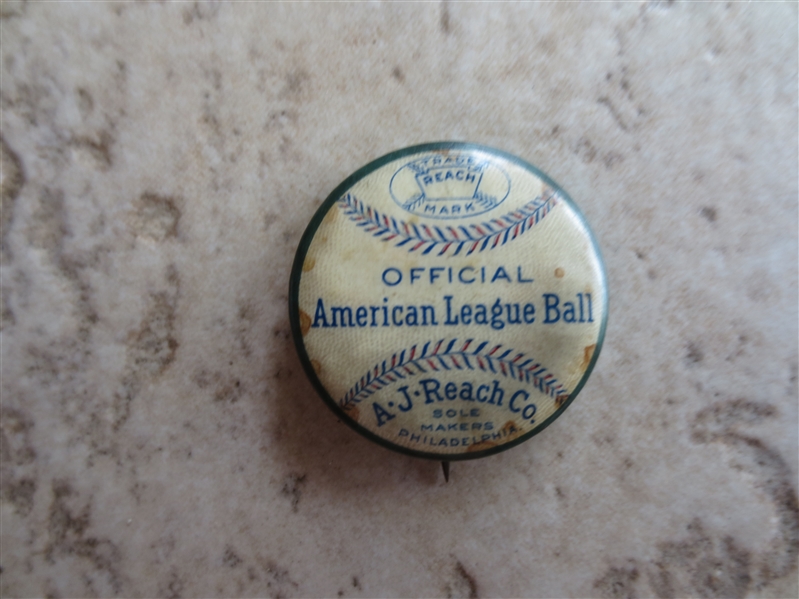 TRADE
REACH
MARK
OFFICIAL
American League Ball
A·J·Reach Co.
SOLE
MAKERS
PHILADELPHIA.